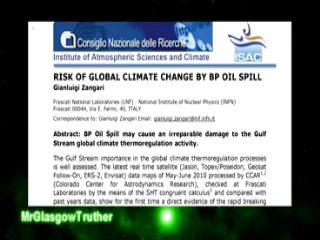 Consiglio Nazionale delle Ricerche
Institute of Atmospheric Sciences and Climate
ISAC
RISK OF GLOBAL CLIMATE CHANGE BY BP OIL SPILL
Gianluigi Zangari
Frascati National Laboratories (LNF) - National Institute of Nuclear Physics (INFN)
Frascati 00044, Via E. Fermi, 40, ITALY
Correspondence to: Gianluigi Zangari Email: gianluigi.zangari@lnf.infn.it
Abstract: BP Oil Spill may cause an irreparable damage to the Gulf
Stream global climate thermoregulation activity.
The Gulf Stream importance in the global climate thermoregulation processes
is well assessed. The latest real time satellite (Jason, Topex/Poseidon, Geosat
Follow-On, ERS-2, Envisat) data maps of May-June 2010 processed by CCAR1,2
(Colorado Center for Astrodynamics Research), checked at Frascati
Laboratories by the means of the SHT congruent calculus3 and compared with
past years data, show for the first time a direct evidence of the rapid breaking
MrGlasgowTruther